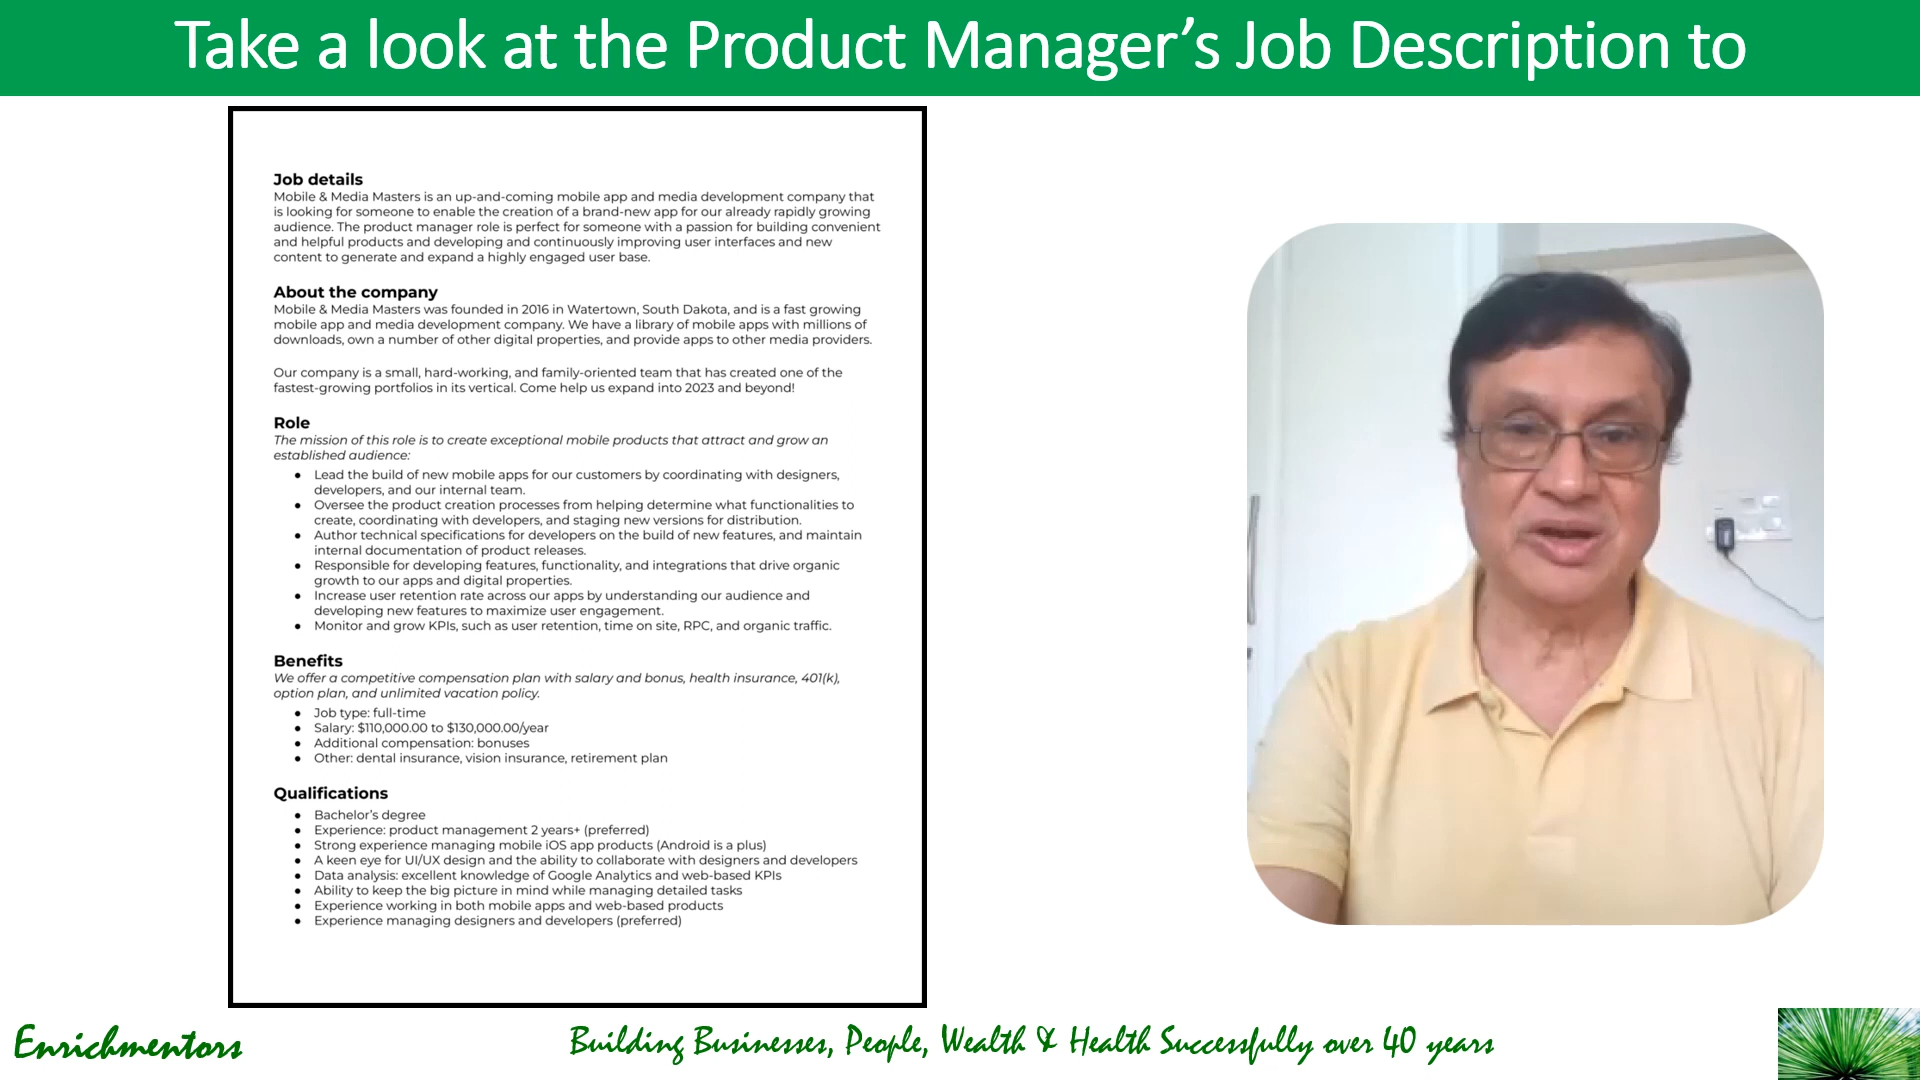 Take a look at the Product Manager’s Job Description to
Job details
Mobile & Media Masters is an up-and-coming mobile app and media development company that
is looking for someone to enable the creation of a brand-new app for our already rapidly growing
audience. The product manager role is perfect for someone with a passion for building convenient
and helpful products and developing and continuously improving user interfaces and new
content to generate and expand a highly engaged user base.
About the company
Mobile & Media Masters was founded in 2016 in Watertown, South Dakota, and is a fast growing
mobile app and media development company. We have a library of mobile apps with millions of
downloads, own a number of other digital properties, and provide apps to other media providers.
Our company is a small, hard-working, and family-oriented team that has created one of the
fastest-growing portfolios in its vertical. Come help us expand into 2023 and beyond!
Role
The mission of this role is to create exceptional mobile products that attract and grow an
established audience:
● Lead the build of new mobile apps for our customers by coordinating with designers,
developers, and our internal team.
● Oversee the product creation processes from helping determine what functionalities to
create, coordinating with developers, and staging new versions for distribution.
● Author technical specifications for developers on the build of new features, and maintain
internal documentation of product releases.
● Responsible for developing features, functionality, and integrations that drive organic
growth to our apps and digital properties.
● Increase user retention rate across our apps by understanding our audience and
developing new features to maximize user engagement.
● Monitor and grow KPIs, such as user retention, time on site, RPC, and organic traffic.
Benefits
We offer a competitive compensation plan with salary and bonus, health insurance, 401(k),
option plan, and unlimited vacation policy.
● Job type: full-time
● Salary: $110,000.00 to $130,000.00/year
● Additional compensation: bonuses
● Other: dental insurance, vision insurance, retirement plan
Qualifications
● Bachelor’s degree
● Experience: product management 2 years+ (preferred)
● Strong experience managing mobile iOS app products (Android is a plus)
● A keen eye for UI/UX design and the ability to collaborate with designers and developers
● Data analysis: excellent knowledge of Google Analytics and web-based KPIs
● Ability to keep the big picture in mind while managing detailed tasks
● Experience working in both mobile apps and web-based products
● Experience managing designers and developers (preferred)
Enrichmentors
Building Businesses, People, Wealth & Health Successfully over 40 years